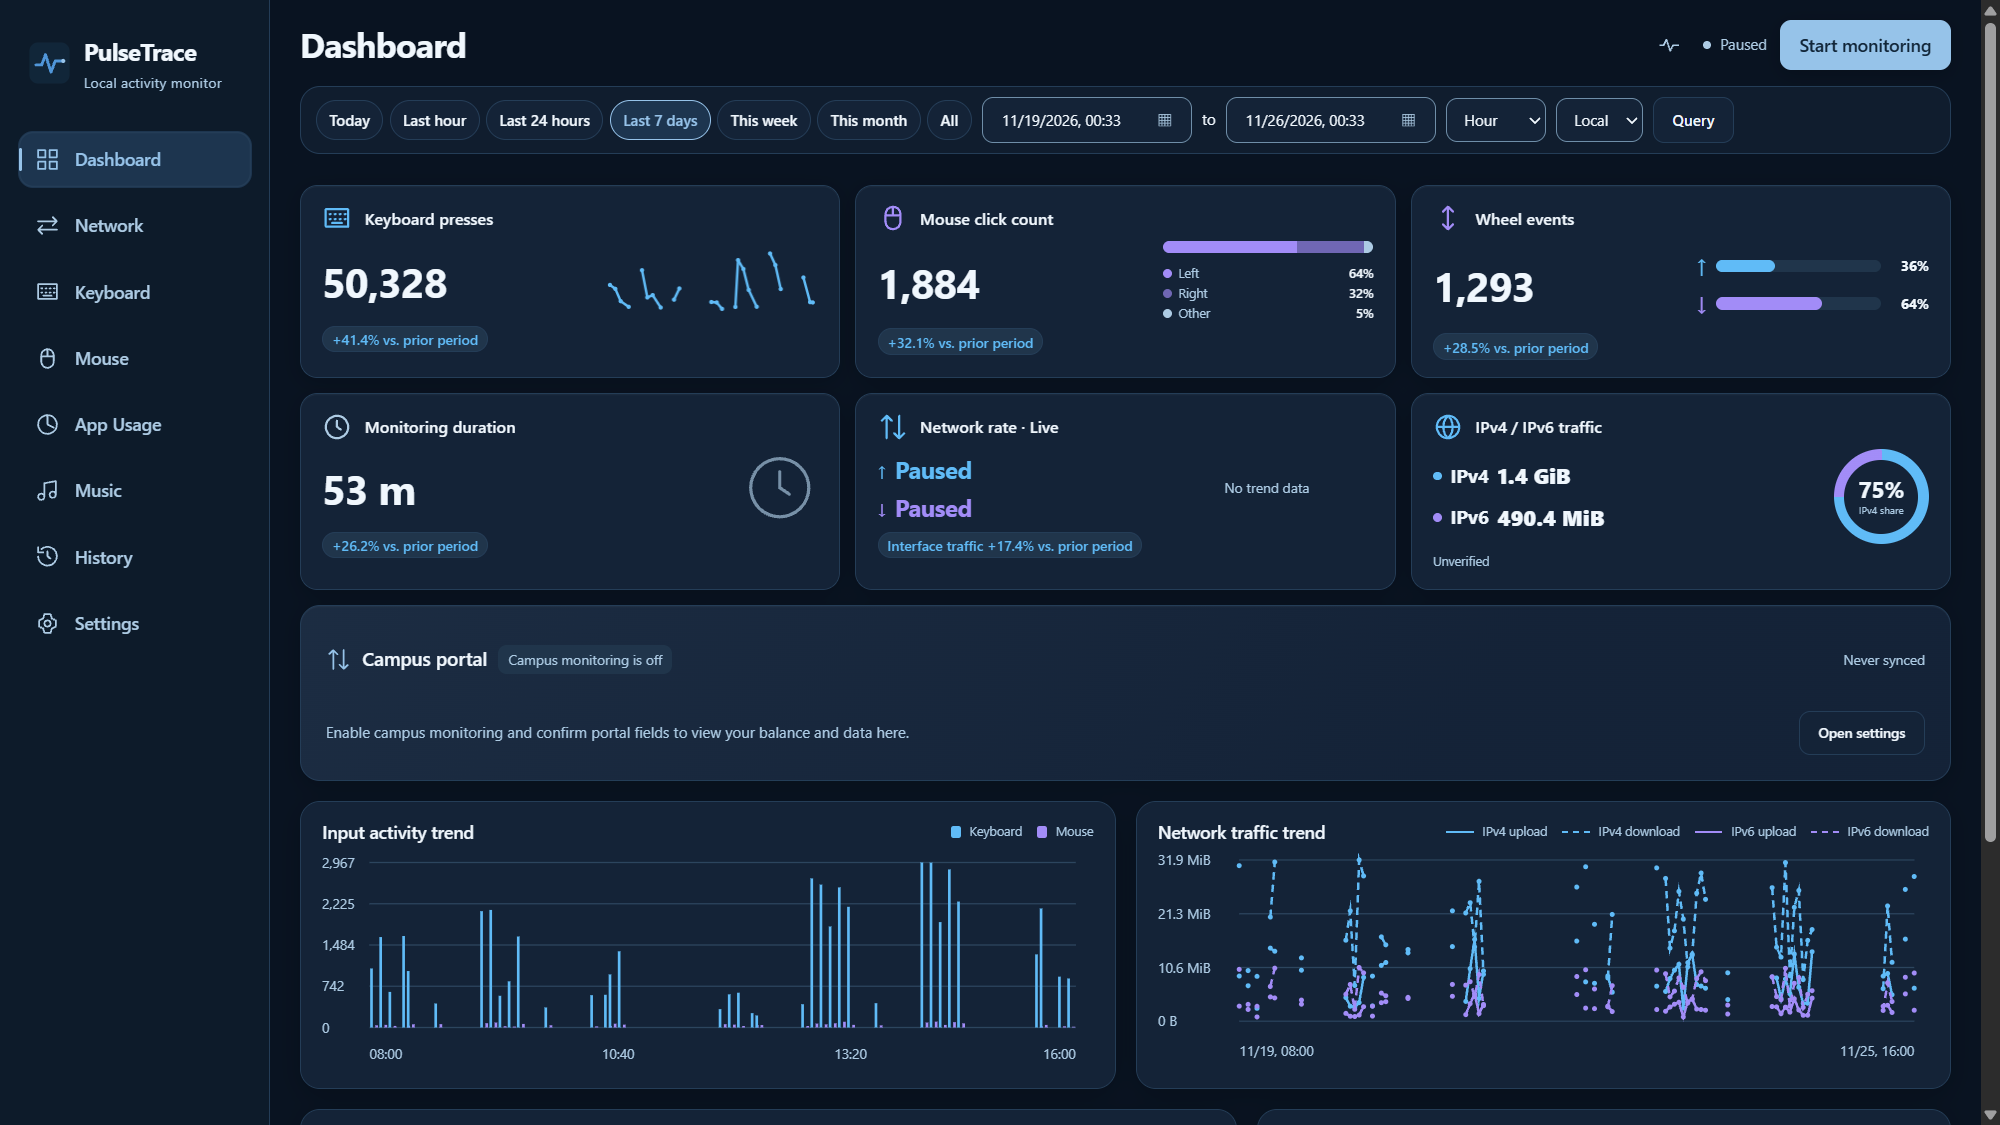 PulseTrace
Local activity monitor
Dashboard
Network
Keyboard
Mouse
App Usage
Music
History
Settings
Dashboard
Paused
Start monitoring
Today
Last hour
Last 24 hours
Last 7 days
This week
This month
All
11/19/2026, 00:33
to
11/26/2026, 00:33
Hour
Local
Query
Keyboard presses
50,328
+41.4% vs. prior period
Mouse click count
1,884
+32.1% vs. prior period
Left 64%
Right 32%
Other 5%
Wheel events
1,293
+28.5% vs. prior period
↑ 36%
↓ 64%
Monitoring duration
53 m
+26.2% vs. prior period
Network rate · Live
↑ Paused
↓ Paused
Interface traffic +17.4% vs. prior period
No trend data
IPv4 / IPv6 traffic
IPv4 1.4 GiB
IPv6 490.4 MiB
Unverified
75%
IPv4 share
Campus portal
Campus monitoring is off
Never synced
Enable campus monitoring and confirm portal fields to view your balance and data here.
Open settings
Input activity trend
Keyboard
Mouse
2,967
2,225
1,484
742
0
08:00
10:40
13:20
16:00
Network traffic trend
IPv4 upload
IPv4 download
IPv6 upload
IPv6 download
31.9 MiB
21.3 MiB
10.6 MiB
0 B
11/19, 08:00
11/25, 16:00